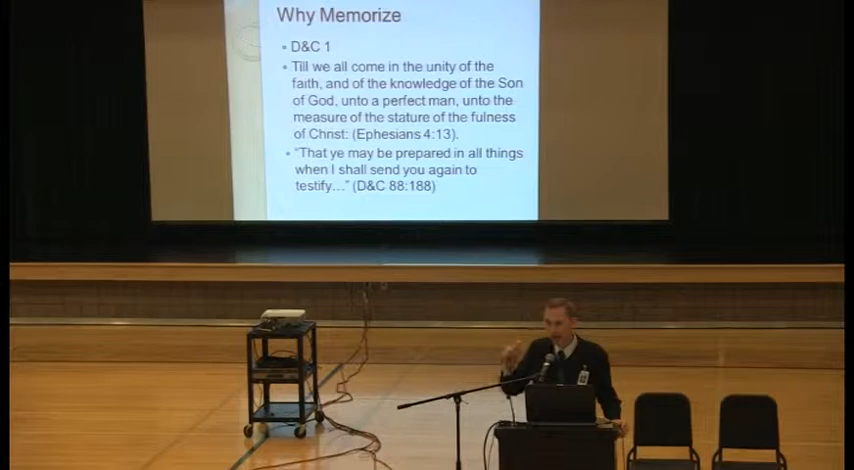 Why Memorize
▪ D&C 1
▪ Till we all come in the unity of the
faith, and of the knowledge of the Son
of God, unto a perfect man, unto the
measure of the stature of the fulness
of Christ: (Ephesians 4:13).
▪ "That ye may be prepared in all things
when I shall send you again to
testify…" (D&C 88:188)